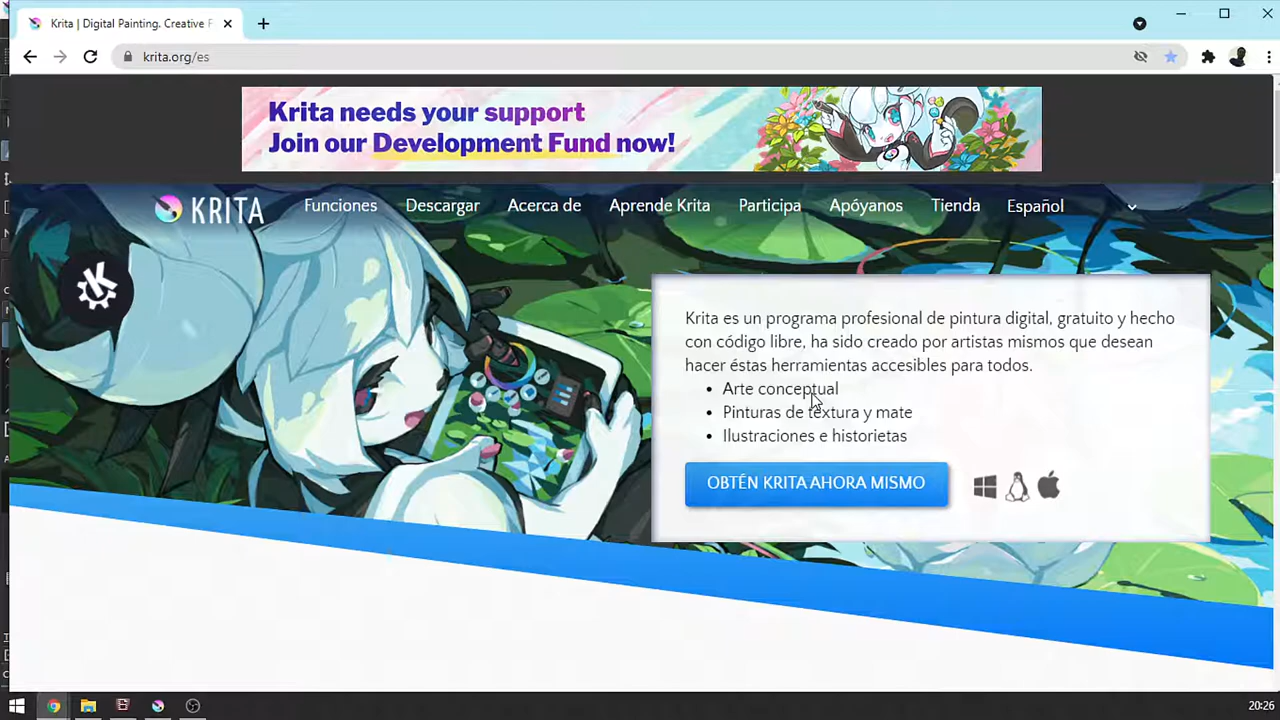 Krita | Digital Painting. Creative F
krita.org/es
Krita needs your support
Join our Development Fund now!
KRITA
Funciones
Descargar
Acerca de
Aprende Krita
Participa
Apóyanos
Tienda
Español
Krita es un programa profesional de pintura digital, gratuito y hecho
con código libre, ha sido creado por artistas mismos que desean
hacer éstas herramientas accesibles para todos.
• Arte conceptual
• Pinturas de textura y mate
• Ilustraciones e historietas
OBTÉN KRITA AHORA MISMO
20:26